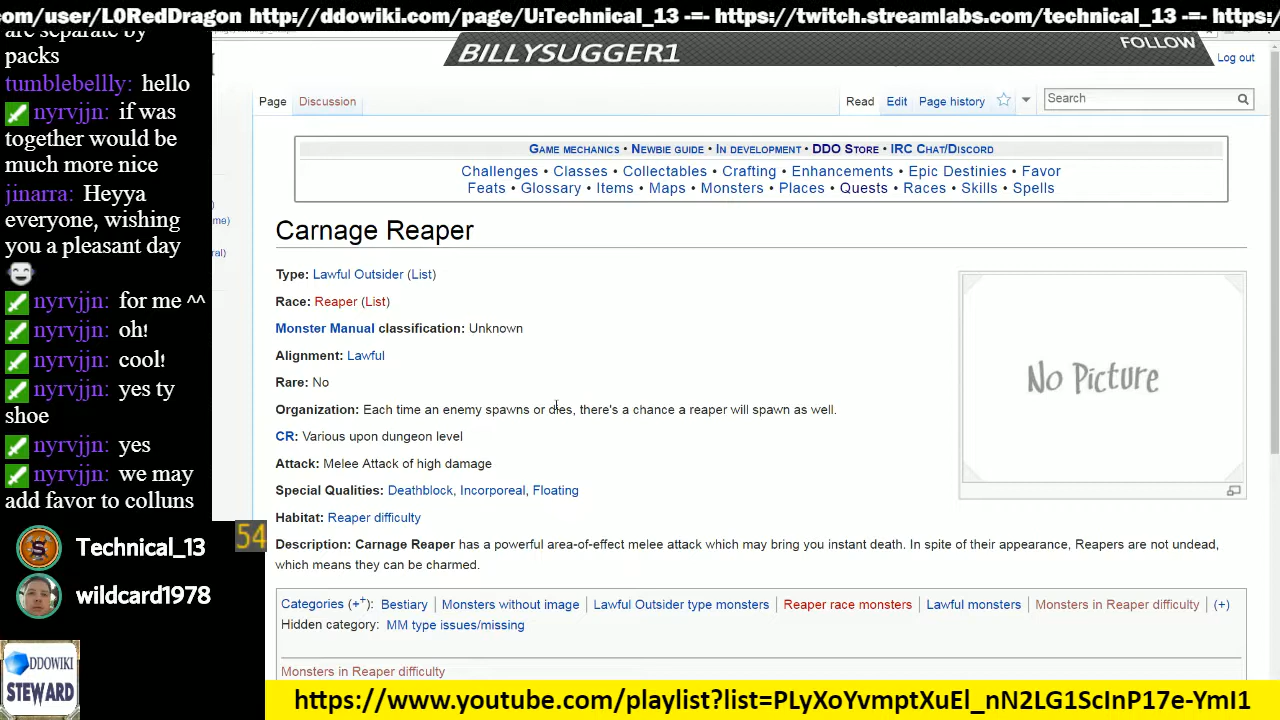 com/user/L0RedDragon http://ddowiki.com/page/U:Technical_13 -=- https://twitch.streamlabs.com/technical_13 -=- https:/
are separate by
packs
tumblebellly: hello
nyrvjjn: if was
together would be
much more nice
jinarra: Heyya
everyone, wishing
you a pleasant day
nyrvjjn: for me ^^
nyrvjjn: oh!
nyrvjjn: cool!
nyrvjjn: yes ty
shoe
nyrvjjn: yes
nyrvjjn: we may
add favor to colluns
Technical_13
54
wildcard1978
DDOWIKI
STEWARD
BILLYSUGGER1
FOLLOW
Log out
Page Discussion
Read Edit Page history
Search
Game mechanics • Newbie guide • In development • DDO Store • IRC Chat/Discord
Challenges • Classes • Collectables • Crafting • Enhancements • Epic Destinies • Favor
Feats • Glossary • Items • Maps • Monsters • Places • Quests • Races • Skills • Spells
me)
ral)
Carnage Reaper
Type: Lawful Outsider (List)
Race: Reaper (List)
Monster Manual classification: Unknown
Alignment: Lawful
Rare: No
Organization: Each time an enemy spawns or dies, there's a chance a reaper will spawn as well.
CR: Various upon dungeon level
Attack: Melee Attack of high damage
Special Qualities: Deathblock, Incorporeal, Floating
Habitat: Reaper difficulty
Description: Carnage Reaper has a powerful area-of-effect melee attack which may bring you instant death. In spite of their appearance, Reapers are not undead,
which means they can be charmed.
No Picture
Categories (+⁺): Bestiary | Monsters without image | Lawful Outsider type monsters | Reaper race monsters | Lawful monsters | Monsters in Reaper difficulty | (+)
Hidden category: MM type issues/missing
Monsters in Reaper difficulty
https://www.youtube.com/playlist?list=PLyXoYvmptXuEl_nN2LG1ScInP17e-YmI1